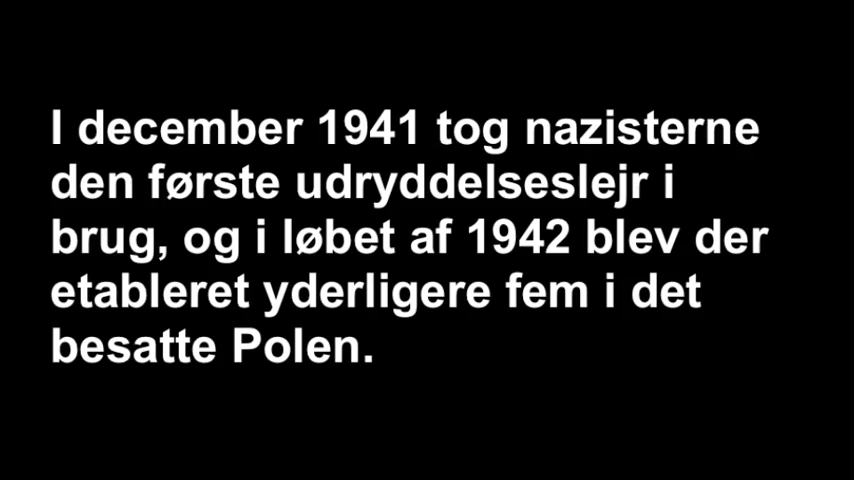 I december 1941 tog nazisterne
den første udryddelseslejr i
brug, og i løbet af 1942 blev der
etableret yderligere fem i det
besatte Polen.